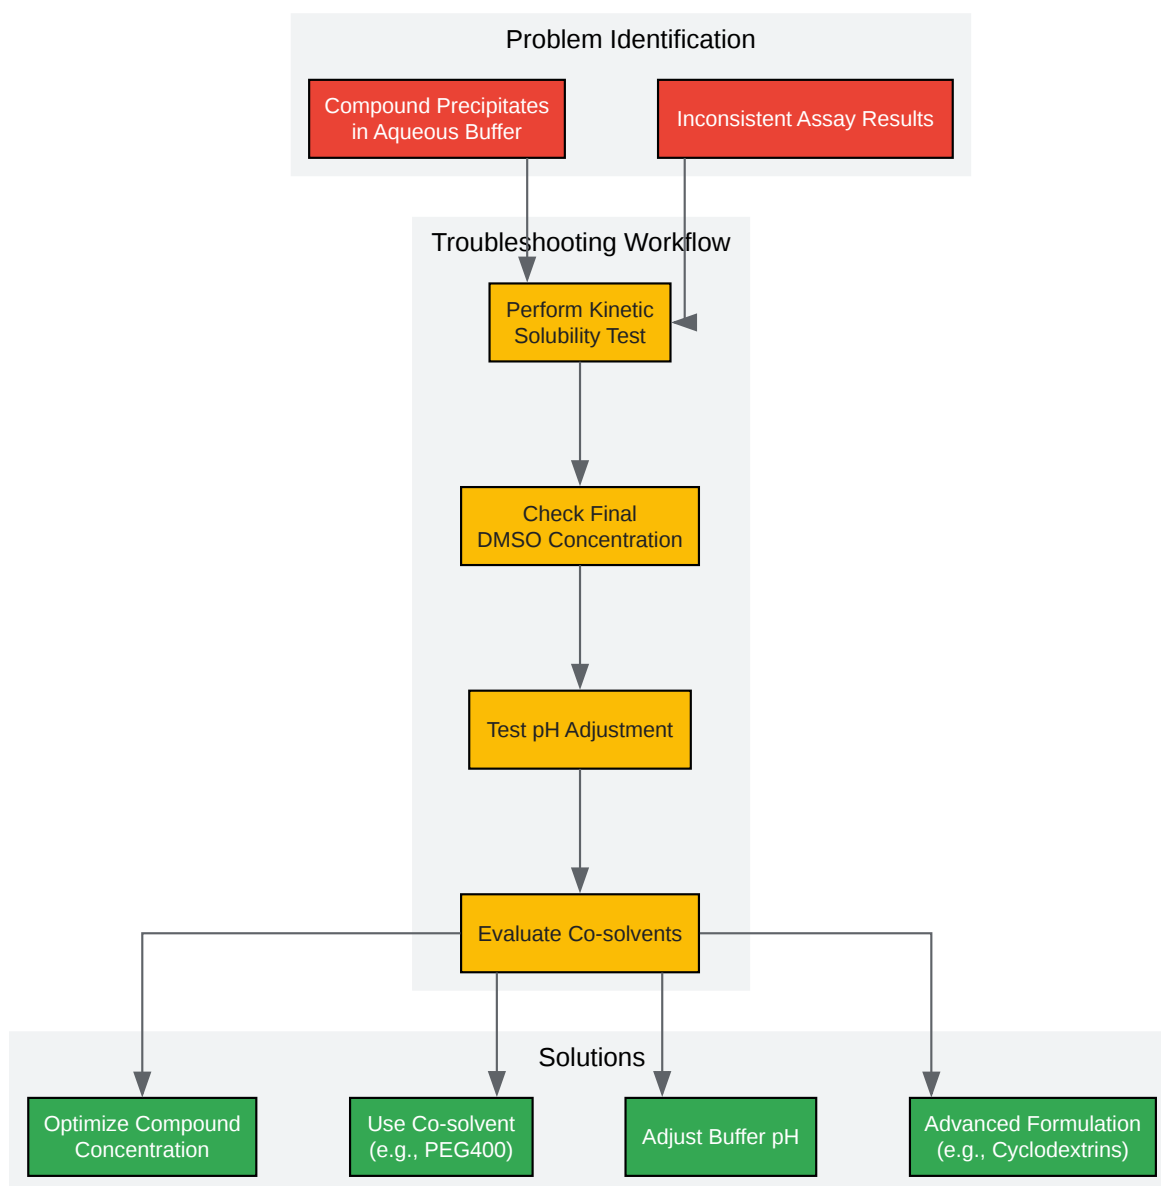 Problem Identification
Compound Precipitates
in Aqueous Buffer
Inconsistent Assay Results
Troubleshooting Workflow
Perform Kinetic
Solubility Test
Check Final
DMSO Concentration
Test pH Adjustment
Evaluate Co-solvents
Solutions
Optimize Compound
Concentration
Use Co-solvent
(e.g., PEG400)
Adjust Buffer pH
Advanced Formulation
(e.g., Cyclodextrins)